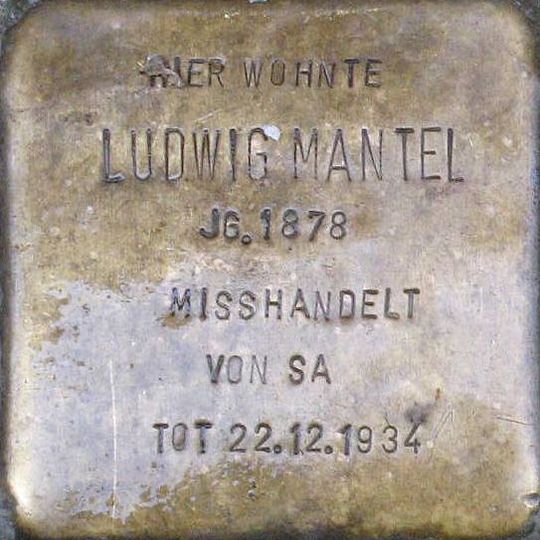 HIER WOHNTE
LUDWIG MANTEL
JG. 1878
MISSHANDELT
VON SA
TOT 22.12.1934